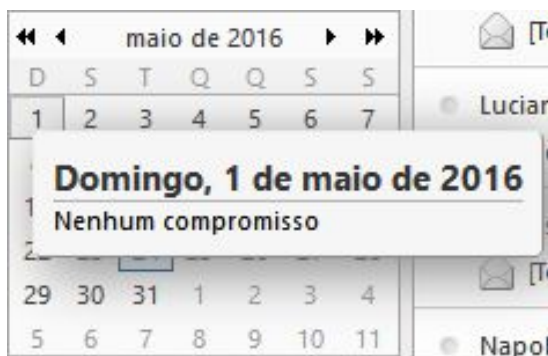 maio de 2016
D S T Q Q S S
1 2 3 4 5 6 7
Domingo, 1 de maio de 2016
Nenhum compromisso
29 30 31 1 2 3 4
5 6 7 8 9 10 11
[T
Lucian
[T
Napol